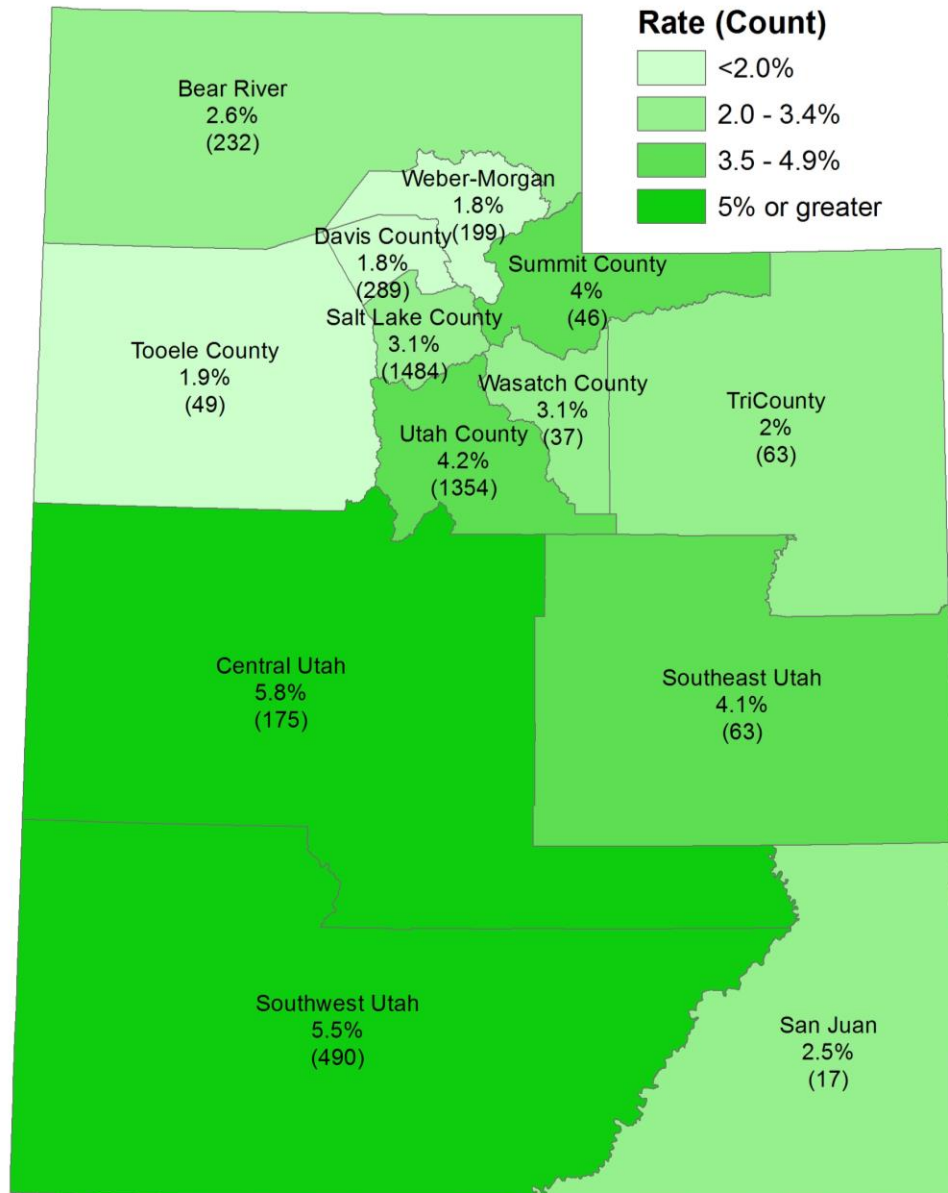 Rate (Count)
<2.0%
2.0 - 3.4%
3.5 - 4.9%
5% or greater
Bear River
2.6%
(232)
Weber-Morgan
1.8%
(199)
Davis County
1.8%
(289)
Summit County
4%
(46)
Salt Lake County
3.1%
(1484)
Tooele County
1.9%
(49)
Wasatch County
3.1%
(37)
TriCounty
2%
(63)
Utah County
4.2%
(1354)
Central Utah
5.8%
(175)
Southeast Utah
4.1%
(63)
Southwest Utah
5.5%
(490)
San Juan
2.5%
(17)